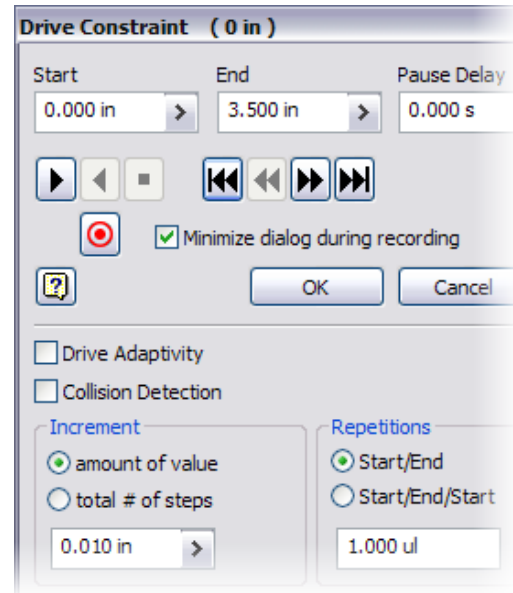 Drive Constraint ( 0 in )
Start End Pause Delay
0.000 in 3.500 in 0.000 s
Minimize dialog during recording
OK Cancel
Drive Adaptivity
Collision Detection
Increment
amount of value
total # of steps
0.010 in
Repetitions
Start/End
Start/End/Start
1.000 ul